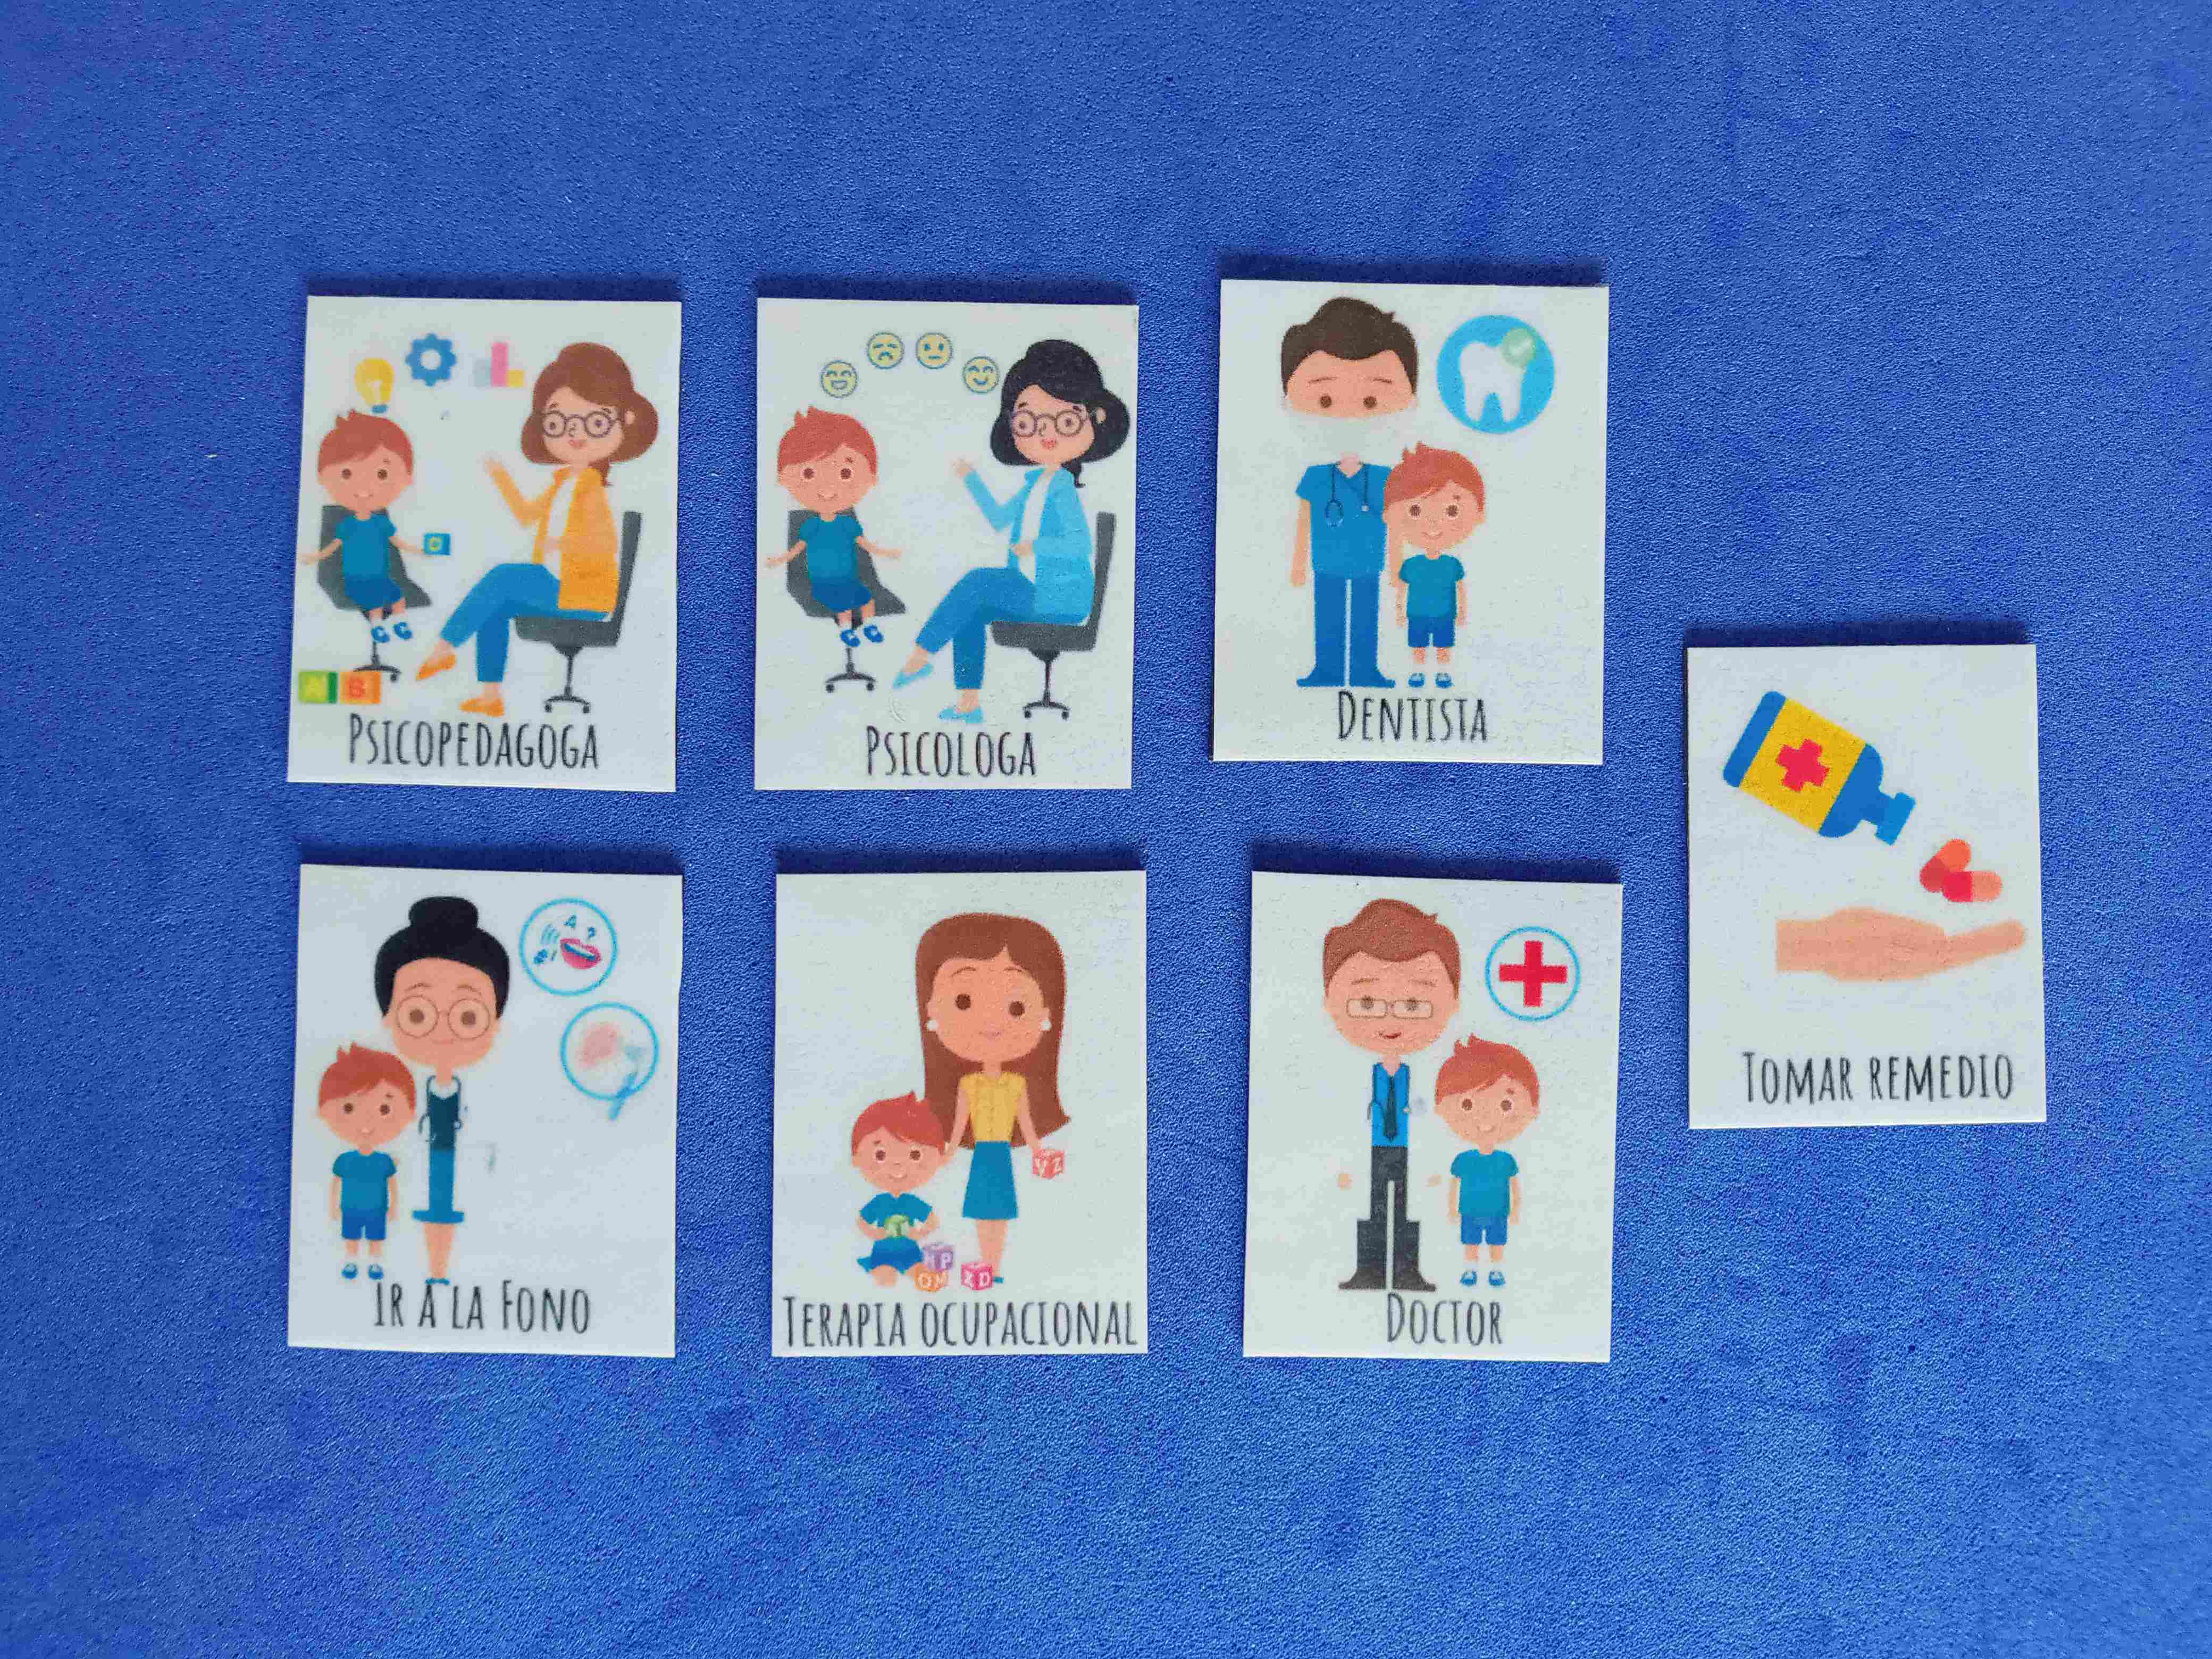 PSICOPEDAGOGA
PSICOLOGA
DENTISTA
TOMAR REMEDIO
IR A LA FONO
TERAPIA OCUPACIONAL
DOCTOR